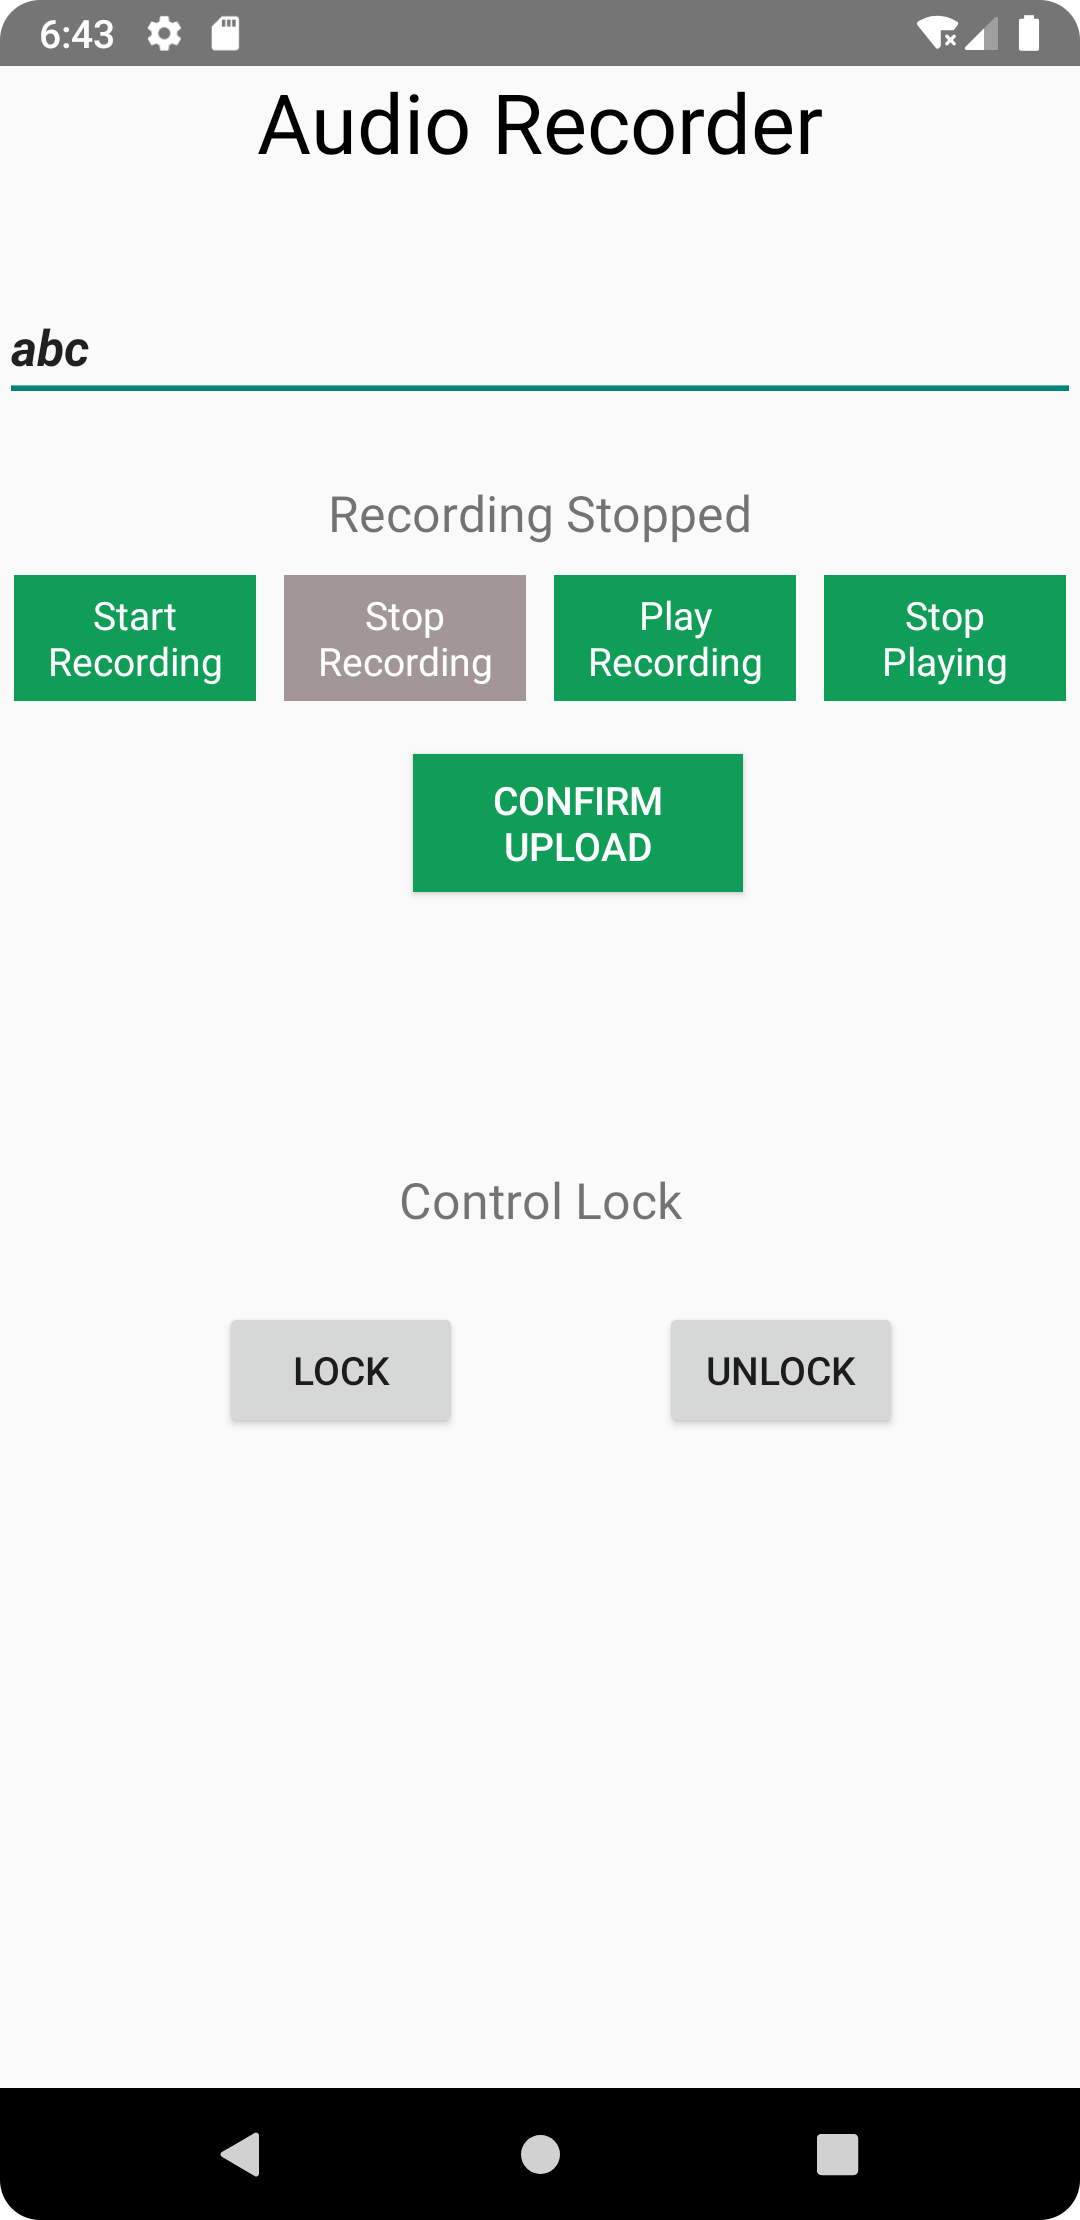 6:43
Audio Recorder
abc
Recording Stopped
Start
Recording
Stop
Recording
Play
Recording
Stop
Playing
CONFIRM
UPLOAD
Control Lock
LOCK
UNLOCK